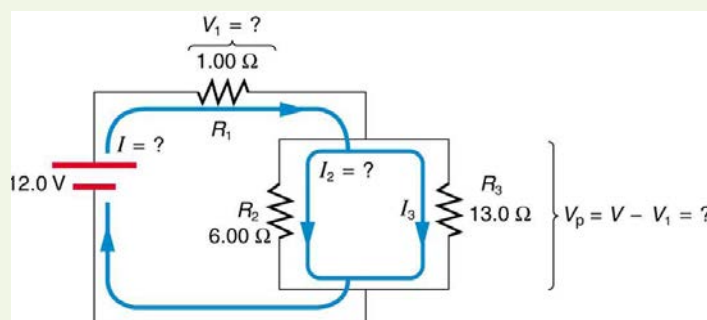 V₁ = ?
1.00 Ω
R₁
I = ?
12.0 V
I₂ = ?
R₂
6.00 Ω
I₃
R₃
13.0 Ω
Vₚ = V − V₁ = ?